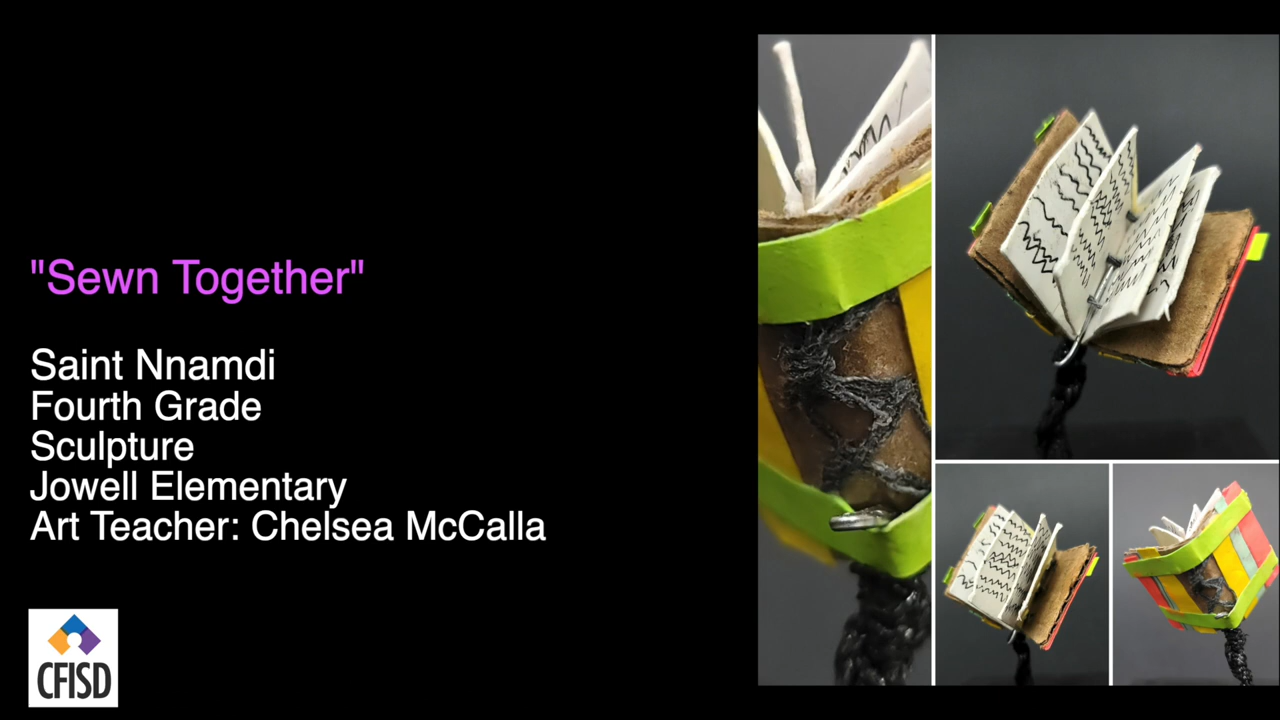 "Sewn Together"
Saint Nnamdi
Fourth Grade
Sculpture
Jowell Elementary
Art Teacher: Chelsea McCalla
CFISD